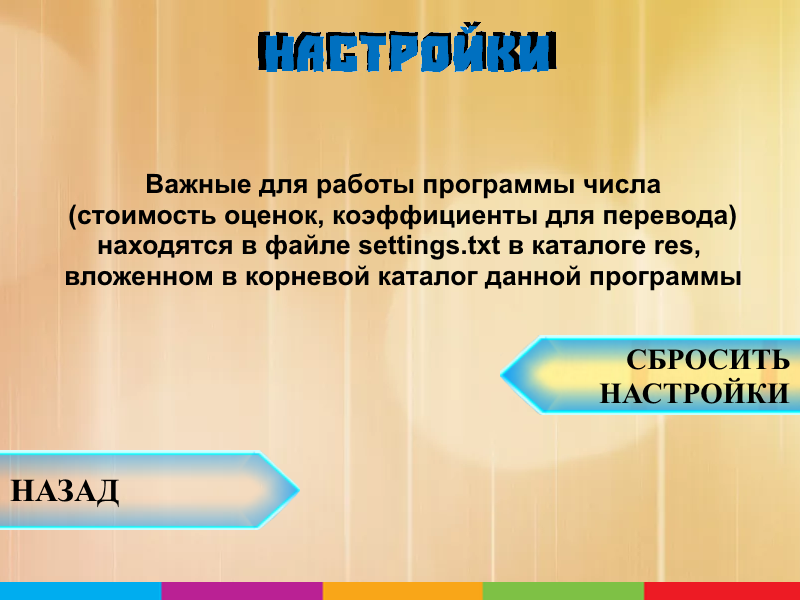 НАСТРОЙКИ
Важные для работы программы числа
(стоимость оценок, коэффициенты для перевода)
находятся в файле settings.txt в каталоге res,
вложенном в корневой каталог данной программы
СБРОСИТЬ
НАСТРОЙКИ
НАЗАД